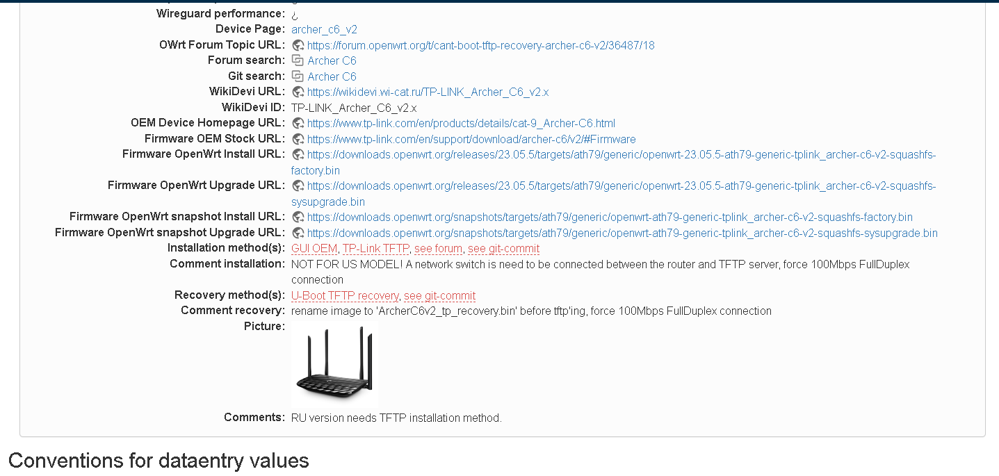 Wireguard performance: ¿
Device Page: archer_c6_v2
OWrt Forum Topic URL: https://forum.openwrt.org/t/cant-boot-tftp-recovery-archer-c6-v2/36487/18
Forum search: Archer C6
Git search: Archer C6
WikiDevi URL: https://wikidevi.wi-cat.ru/TP-LINK_Archer_C6_v2.x
WikiDevi ID: TP-LINK_Archer_C6_v2.x
OEM Device Homepage URL: https://www.tp-link.com/en/products/details/cat-9_Archer-C6.html
Firmware OEM Stock URL: https://www.tp-link.com/en/support/download/archer-c6/v2/#Firmware
Firmware OpenWrt Install URL: https://downloads.openwrt.org/releases/23.05.5/targets/ath79/generic/openwrt-23.05.5-ath79-generic-tplink_archer-c6-v2-squashfs-
factory.bin
Firmware OpenWrt Upgrade URL: https://downloads.openwrt.org/releases/23.05.5/targets/ath79/generic/openwrt-23.05.5-ath79-generic-tplink_archer-c6-v2-squashfs-
sysupgrade.bin
Firmware OpenWrt snapshot Install URL: https://downloads.openwrt.org/snapshots/targets/ath79/generic/openwrt-ath79-generic-tplink_archer-c6-v2-squashfs-factory.bin
Firmware OpenWrt snapshot Upgrade URL: https://downloads.openwrt.org/snapshots/targets/ath79/generic/openwrt-ath79-generic-tplink_archer-c6-v2-squashfs-sysupgrade.bin
Installation method(s): GUI OEM, TP-Link TFTP, see forum, see git-commit
Comment installation: NOT FOR US MODEL! A network switch is need to be connected between the router and TFTP server, force 100Mbps FullDuplex
connection
Recovery method(s): U-Boot TFTP recovery, see git-commit
Comment recovery: rename image to 'ArcherC6v2_tp_recovery.bin' before tftp'ing, force 100Mbps FullDuplex connection
Picture:
Comments: RU version needs TFTP installation method.
Conventions for dataentry values